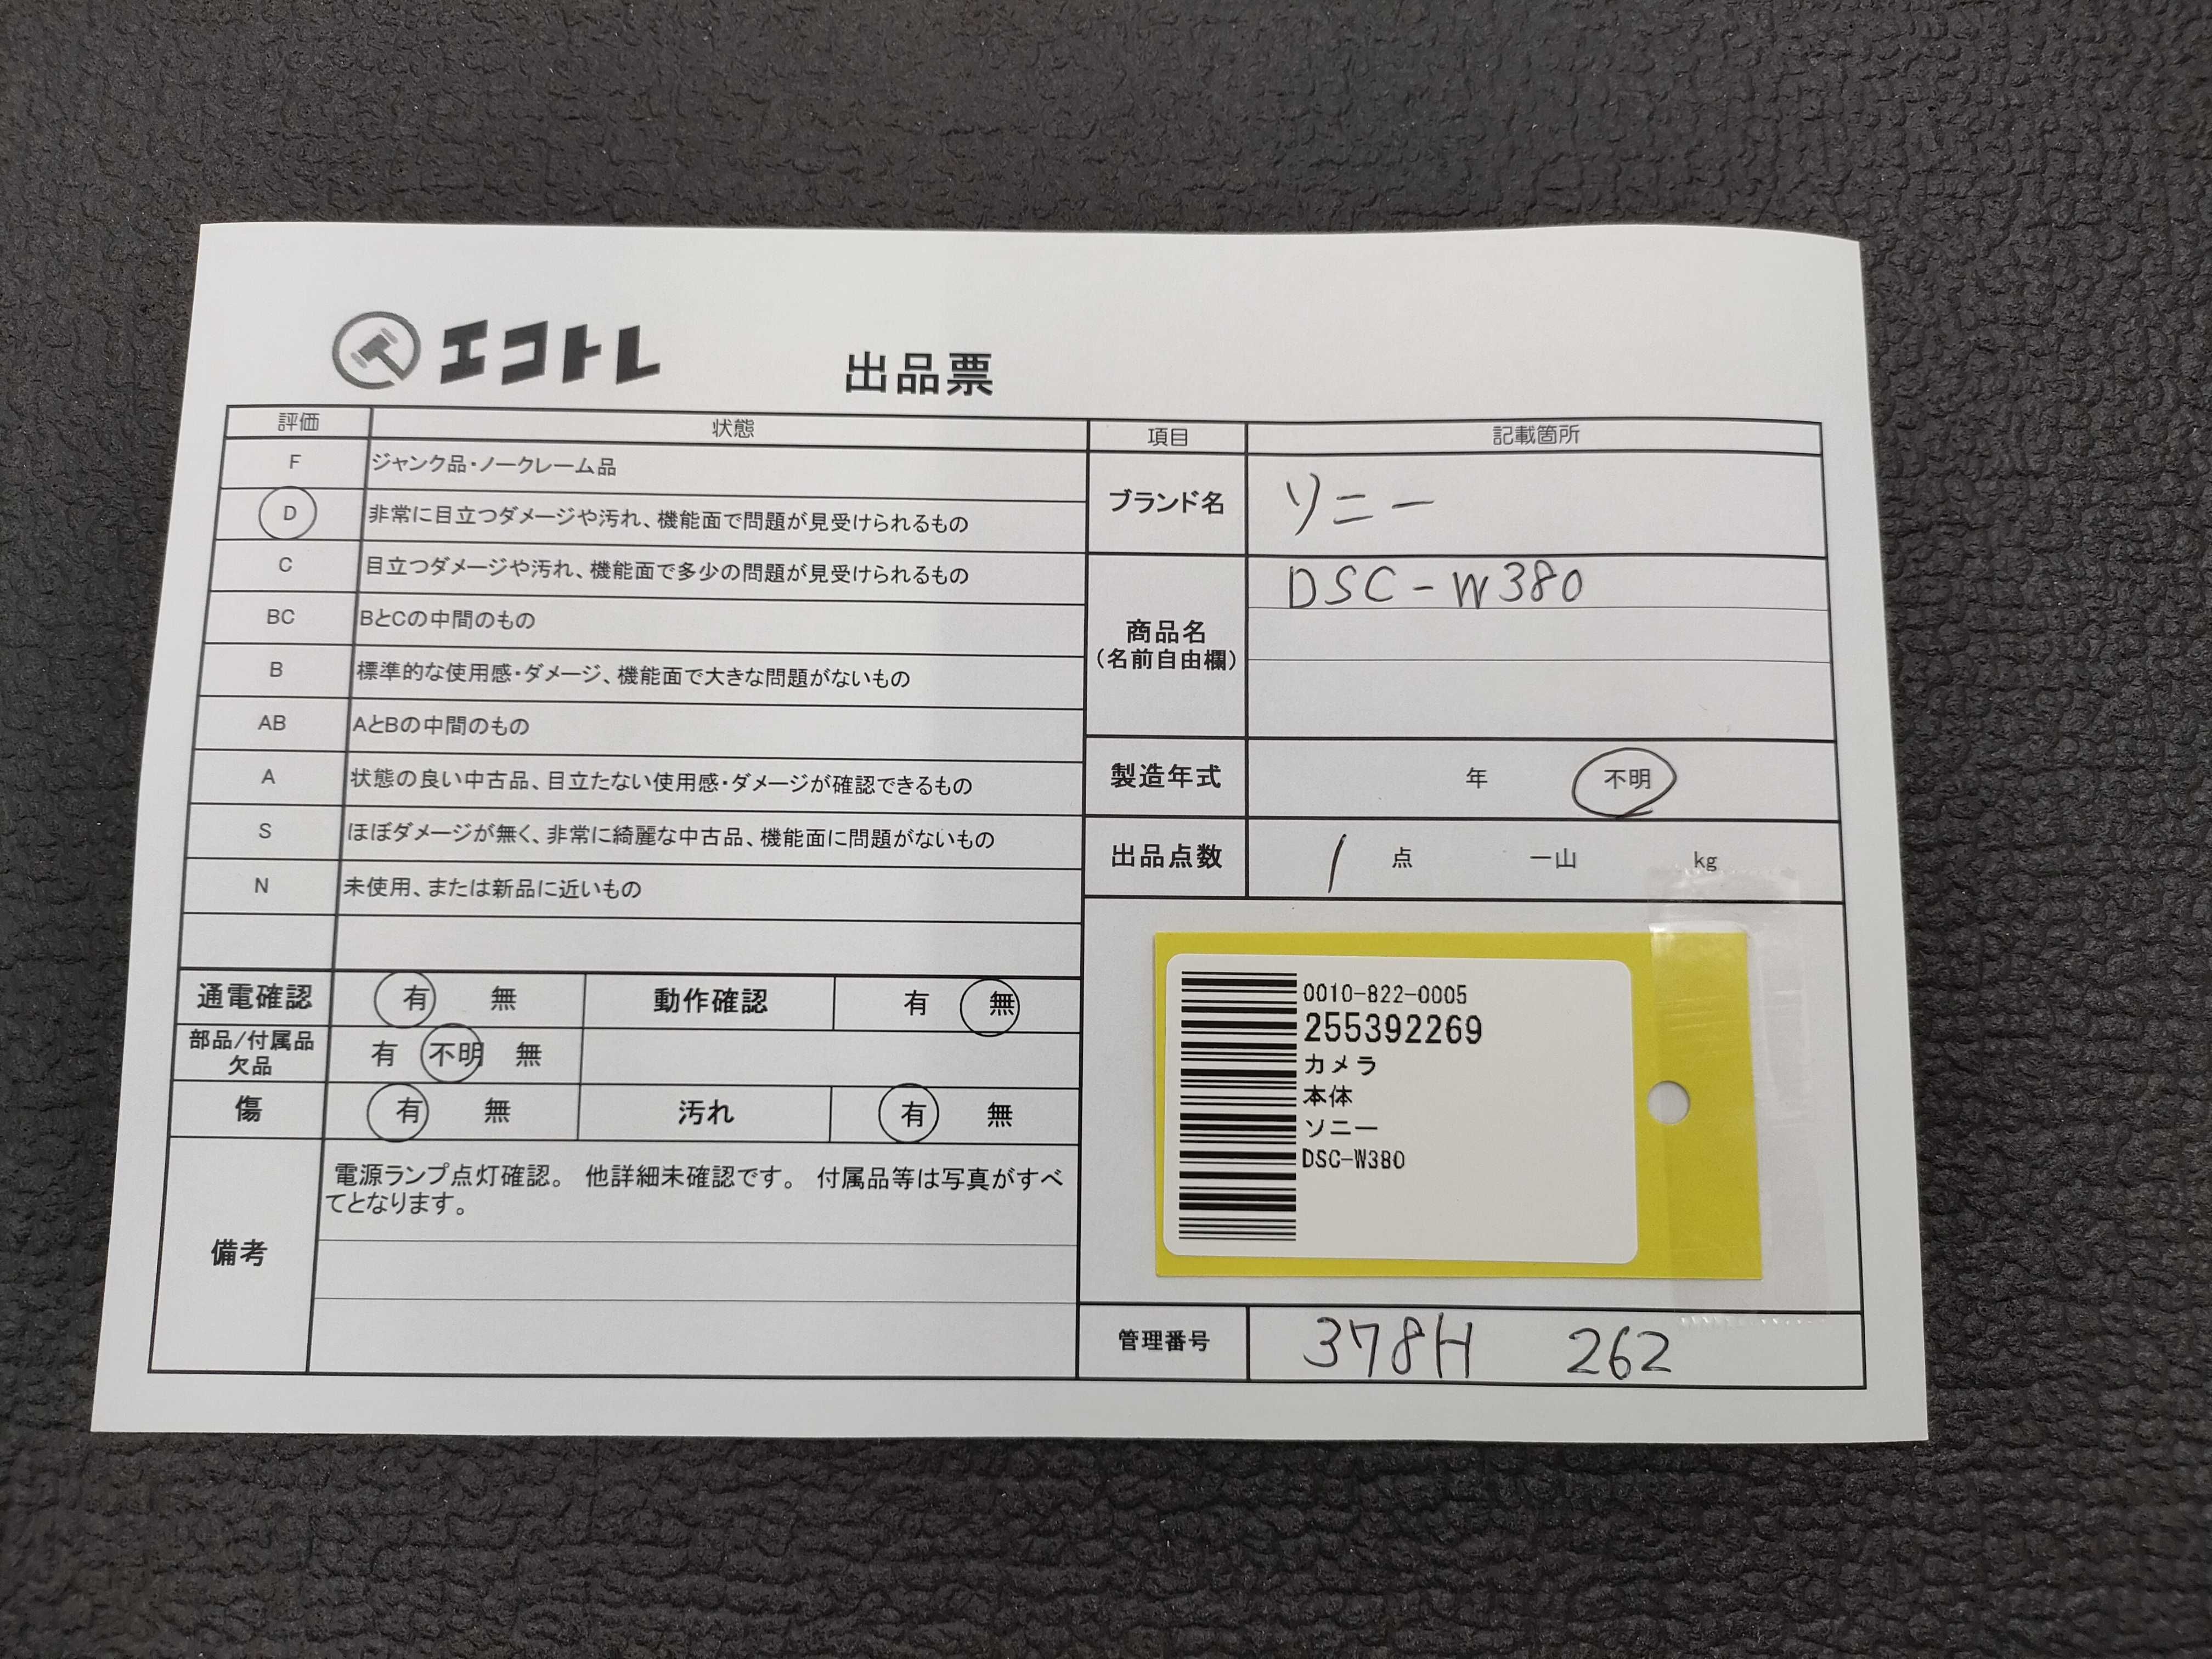 エコトレ
出品票
評価 状態
F ジャンク品・ノークレーム品
D 非常に目立つダメージや汚れ、機能面で問題が見受けられるもの
C 目立つダメージや汚れ、機能面で多少の問題が見受けられるもの
BC BとCの中間のもの
B 標準的な使用感・ダメージ、機能面で大きな問題がないもの
AB AとBの中間のもの
A 状態の良い中古品、目立たない使用感・ダメージが確認できるもの
S ほぼダメージが無く、非常に綺麗な中古品、機能面に問題がないもの
N 未使用、または新品に近いもの
通電確認 有 無 動作確認 有 無
部品/付属品
欠品
有 不明 無
傷 有 無 汚れ 有 無
備考
電源ランプ点灯確認。 他詳細未確認です。 付属品等は写真がすべ
てとなります。
項目 記載箇所
ブランド名 ソニー
商品名
(名前自由欄)
DSC-W380
製造年式 年 不明
出品点数 1 点 一山 kg
0010-822-0005
255392269
カメラ
本体
ソニー
DSC-W380
管理番号 378H 262